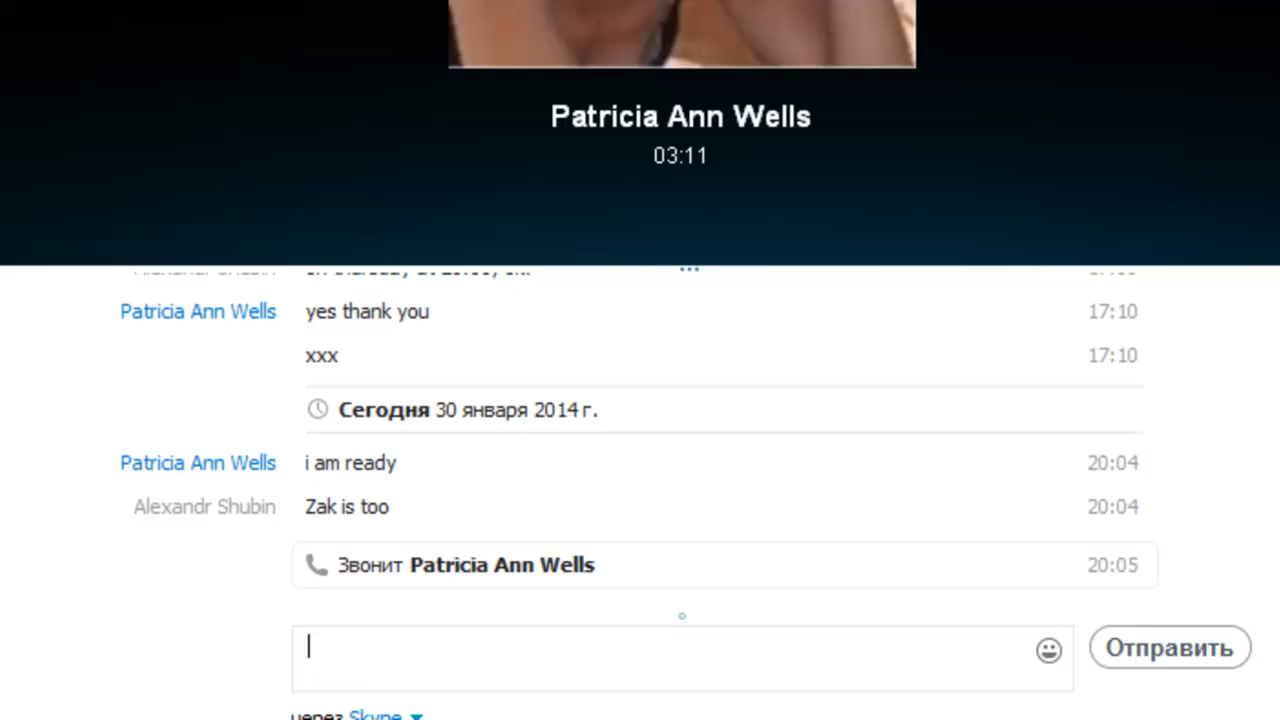 Patricia Ann Wells
03:11
Patricia Ann Wells yes thank you 17:10
xxx 17:10
Сегодня 30 января 2014 г.
Patricia Ann Wells i am ready 20:04
Alexandr Shubin Zak is too 20:04
Звонит Patricia Ann Wells 20:05
Отправить
через Skype